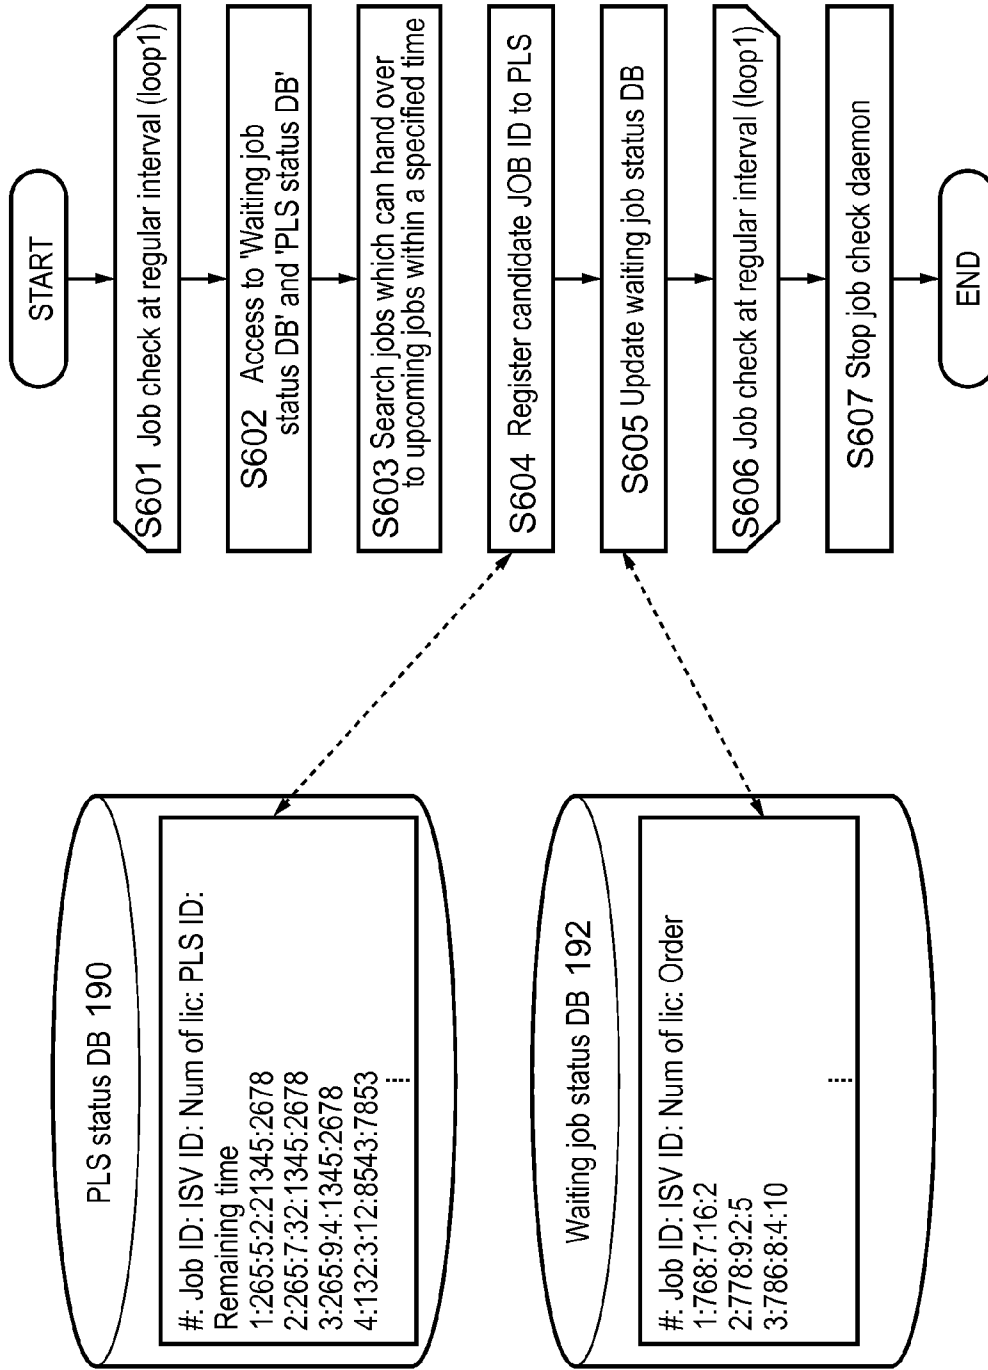 START
S601 Job check at regular interval (loop1)
S602 Access to 'Waiting job
status DB' and 'PLS status DB'
S603 Search jobs which can hand over
to upcoming jobs within a specified time
S604 Register candidate JOB ID to PLS
S605 Update waiting job status DB
S606 Job check at regular interval (loop1)
S607 Stop job check daemon
END
PLS status DB 190
#: Job ID: ISV ID: Num of lic: PLS ID:
Remaining time
1:265:5:2:21345:2678
2:265:7:32:1345:2678
3:265:9:4:1345:2678
4:132:3:12:8543:7853
Waiting job status DB 192
#: Job ID: ISV ID: Num of lic: Order
1:768:7:16:2
2:778:9:2:5
3:786:8:4:10